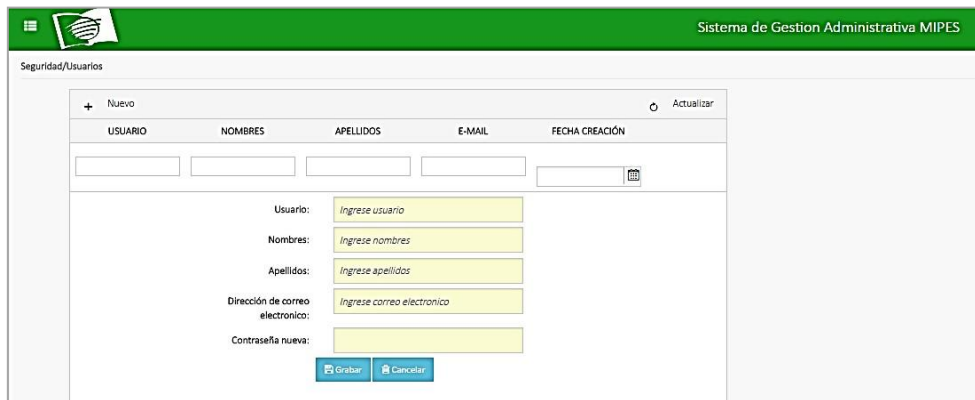 Sistema de Gestion Administrativa MIPES
Seguridad/Usuarios
Nuevo Actualizar
USUARIO NOMBRES APELLIDOS E-MAIL FECHA CREACIÓN
Usuario: Ingrese usuario
Nombres: Ingrese nombres
Apellidos: Ingrese apellidos
Dirección de correo Ingrese correo electronico
electronico:
Contraseña nueva:
Grabar Cancelar